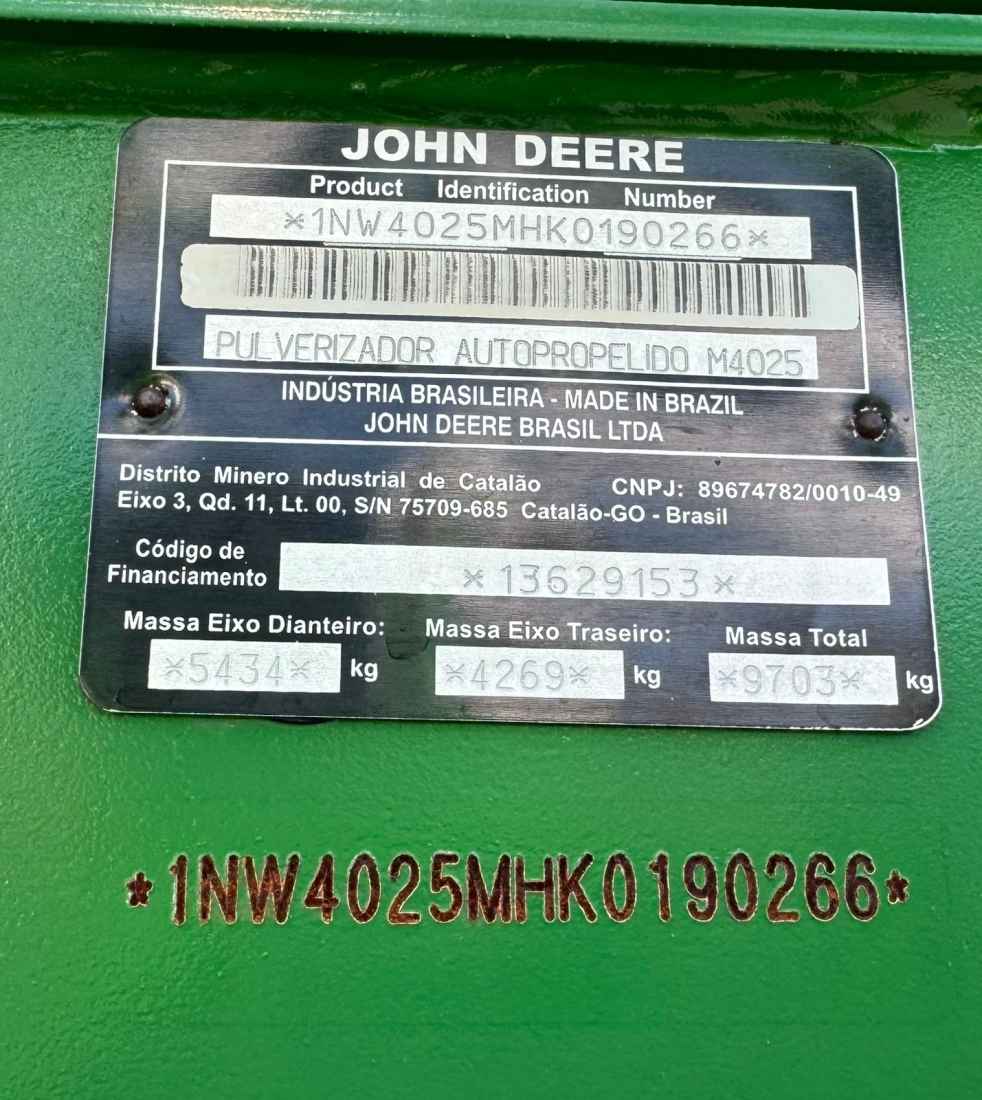 JOHN DEERE
Product Identification Number
*1NW4025MHK0190266*
PULVERIZADOR AUTOPROPELIDO M4025
INDÚSTRIA BRASILEIRA - MADE IN BRAZIL
JOHN DEERE BRASIL LTDA
Distrito Minero Industrial de Catalão CNPJ: 89674782/0010-49
Eixo 3, Qd. 11, Lt. 00, S/N 75709-685 Catalão-GO - Brasil
Código de
Financiamento *13629153*
Massa Eixo Dianteiro: Massa Eixo Traseiro: Massa Total
*5434* kg *4269* kg *9703* kg
*1NW4025MHK0190266*